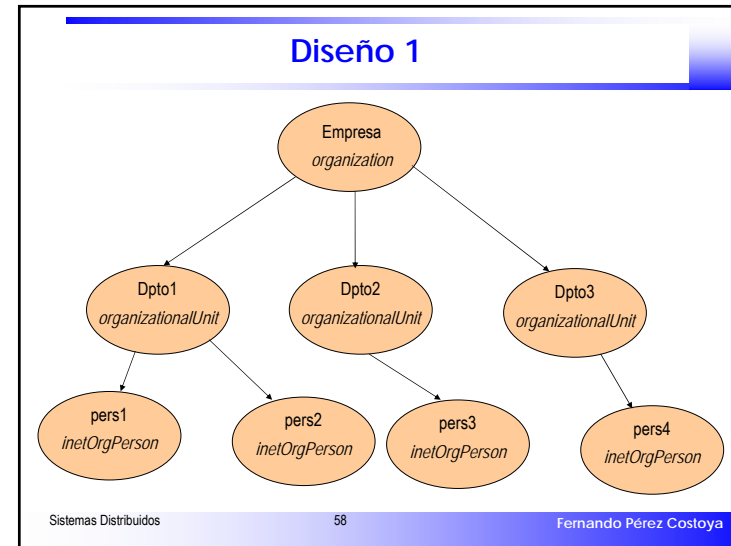 Diseño 1
Empresa
organization
Dpto1
organizationalUnit
Dpto2
organizationalUnit
Dpto3
organizationalUnit
pers1
inetOrgPerson
pers2
inetOrgPerson
pers3
inetOrgPerson
pers4
inetOrgPerson
Sistemas Distribuidos
58
Fernando Pérez Costoya